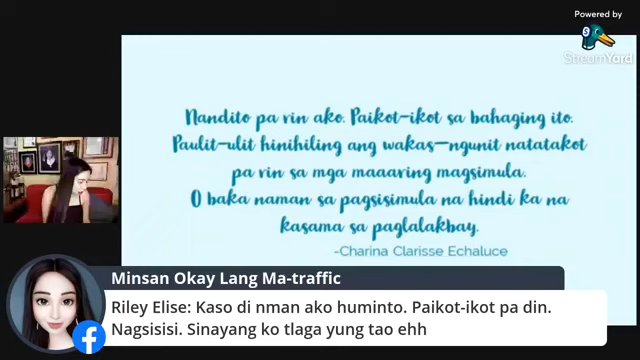 Powered by
StreamYard
Nandito pa rin ako. Paikot-ikot sa bahaging ito.
Paulit-ulit hinihiling ang wakas—ngunit natatakot
pa rin sa mga maaaring magsimula.
O baka naman sa pagsisimula na hindi ka na
kasama sa paglalakbay.
-Charina Clarisse Echaluce
Minsan Okay Lang Ma-traffic
Riley Elise: Kaso di nman ako huminto. Paikot-ikot pa din.
Nagsisisi. Sinayang ko tlaga yung tao ehh